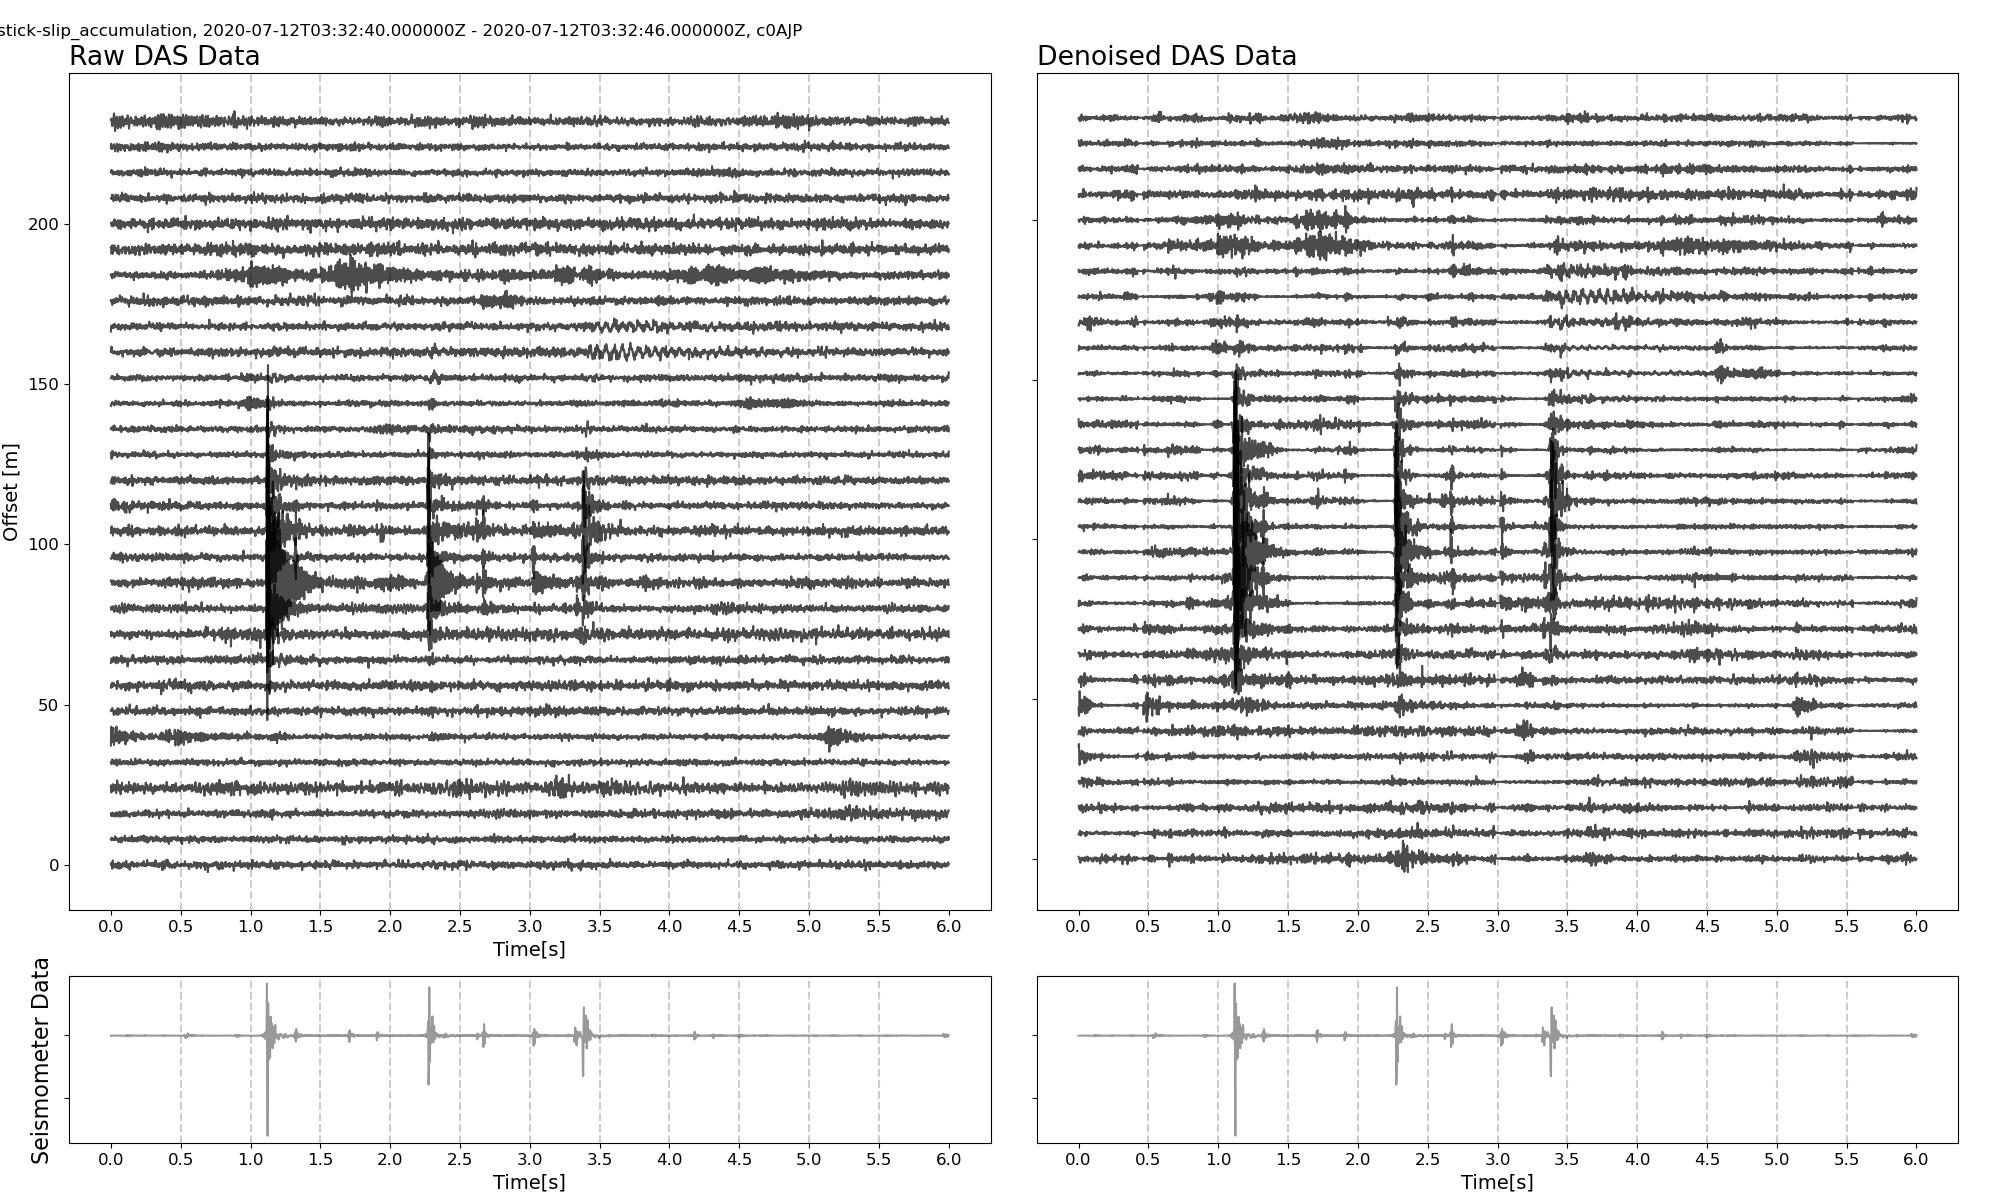 stick-slip_accumulation, 2020-07-12T03:32:40.000000Z - 2020-07-12T03:32:46.000000Z, c0AJP
Raw DAS Data
Denoised DAS Data
Offset [m]
200
150
100
50
0
0.0 0.5 1.0 1.5 2.0 2.5 3.0 3.5 4.0 4.5 5.0 5.5 6.0
Time[s]
0.0 0.5 1.0 1.5 2.0 2.5 3.0 3.5 4.0 4.5 5.0 5.5 6.0
Seismometer Data
0.0 0.5 1.0 1.5 2.0 2.5 3.0 3.5 4.0 4.5 5.0 5.5 6.0
Time[s]
0.0 0.5 1.0 1.5 2.0 2.5 3.0 3.5 4.0 4.5 5.0 5.5 6.0
Time[s]